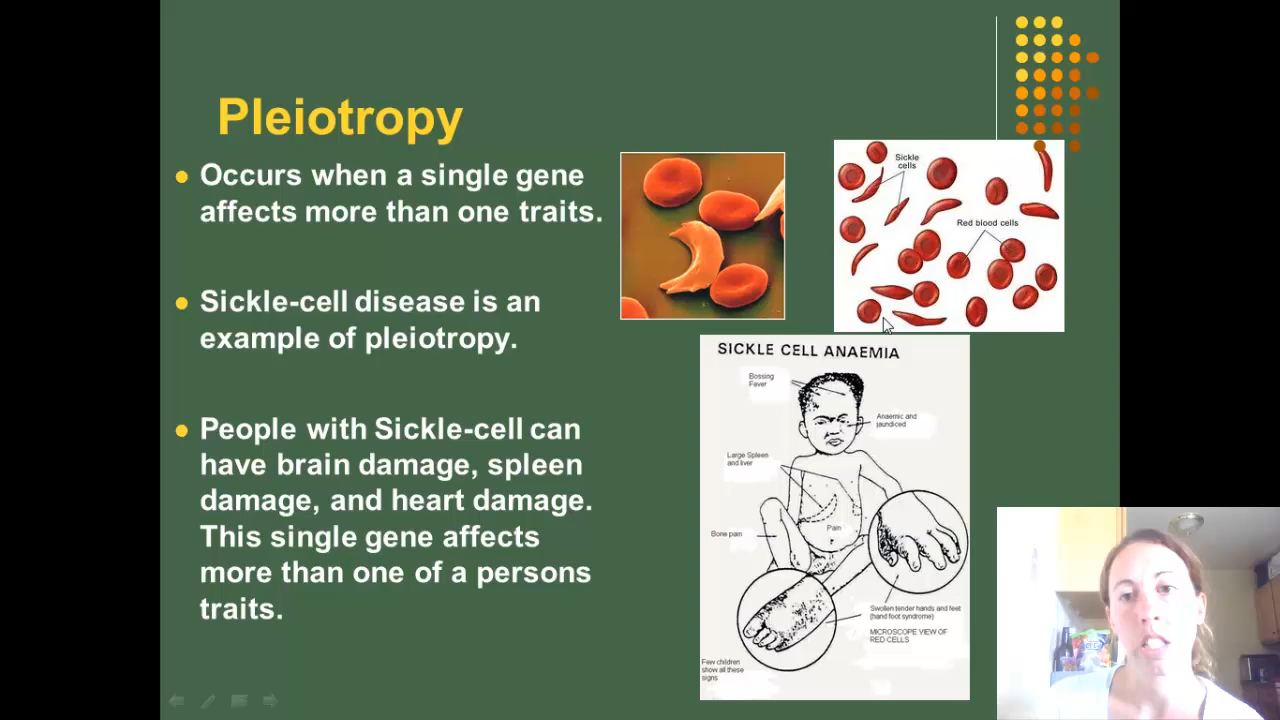 Pleiotropy
Occurs when a single gene
affects more than one traits.
Sickle-cell disease is an
example of pleiotropy.
People with Sickle-cell can
have brain damage, spleen
damage, and heart damage.
This single gene affects
more than one of a persons
traits.
Sickle
cells
Red blood cells
SICKLE CELL ANAEMIA
Bossing
Faver
Anaemic and
jaundiced
Large Spleen
and liver
Pain
Bone pain
Swollen tender hands and feet
(hand foot syndrome)
MICROSCOPE VIEW OF
RED CELLS
Few children
show all these
signs